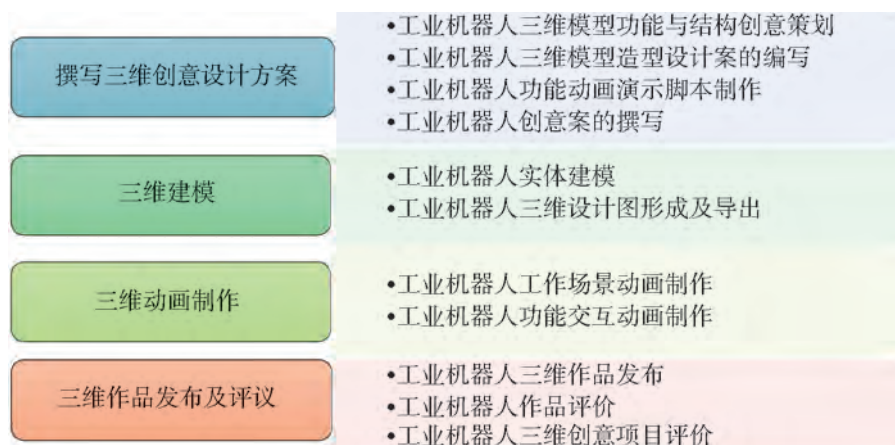 撰写三维创意设计方案
•工业机器人三维模型功能与结构创意策划
•工业机器人三维模型造型设计案的编写
•工业机器人功能动画演示脚本制作
•工业机器人创意案的撰写
三维建模
•工业机器人实体建模
•工业机器人三维设计图形成及导出
三维动画制作
•工业机器人工作场景动画制作
•工业机器人功能交互动画制作
三维作品发布及评议
•工业机器人三维作品发布
•工业机器人作品评价
•工业机器人三维创意项目评价